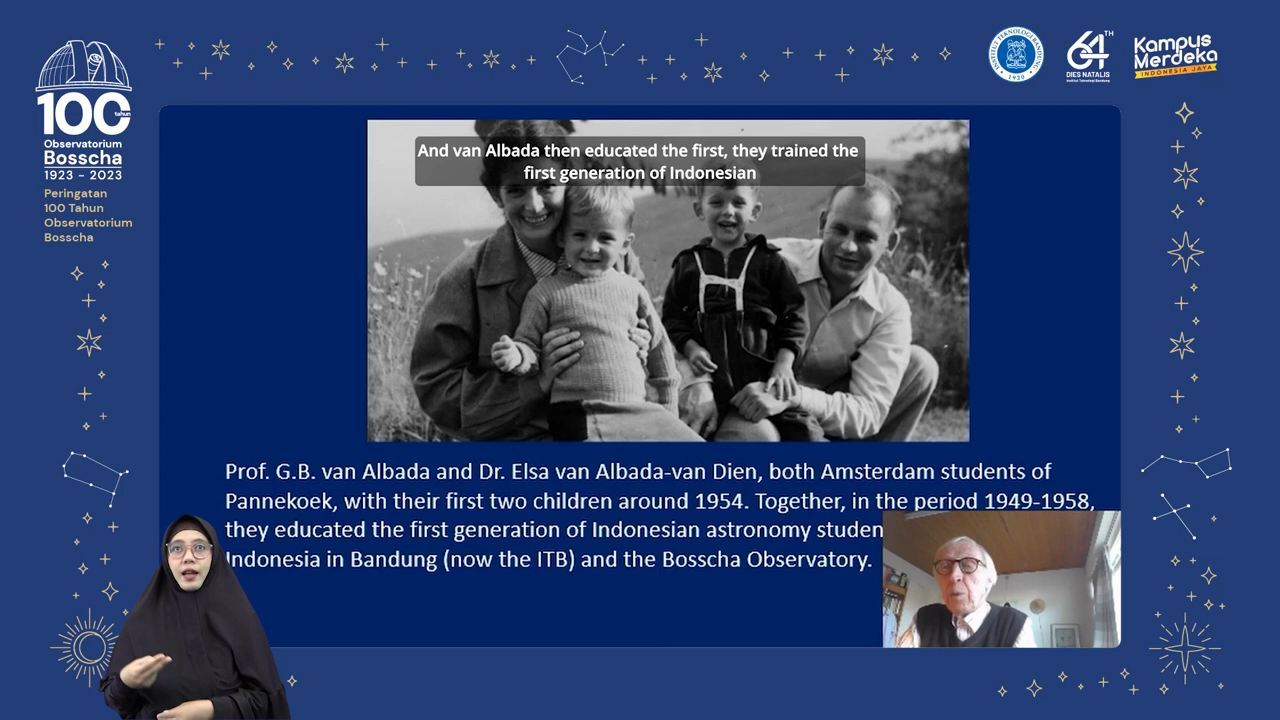 100
tahun
Observatorium
Bosscha
1923 - 2023
Peringatan
100 Tahun
Observatorium
Bosscha
INSTITUT TEKNOLOGI BANDUNG
1920
64TH
DIES NATALIS
Institut Teknologi Bandung
Kampus
Merdeka
INDONESIA JAYA
And van Albada then educated the first, they trained the
first generation of Indonesian
Prof. G.B. van Albada and Dr. Elsa van Albada-van Dien, both Amsterdam students of
Pannekoek, with their first two children around 1954. Together, in the period 1949-1958,
they educated the first generation of Indonesian astronomy studen
Indonesia in Bandung (now the ITB) and the Bosscha Observatory.